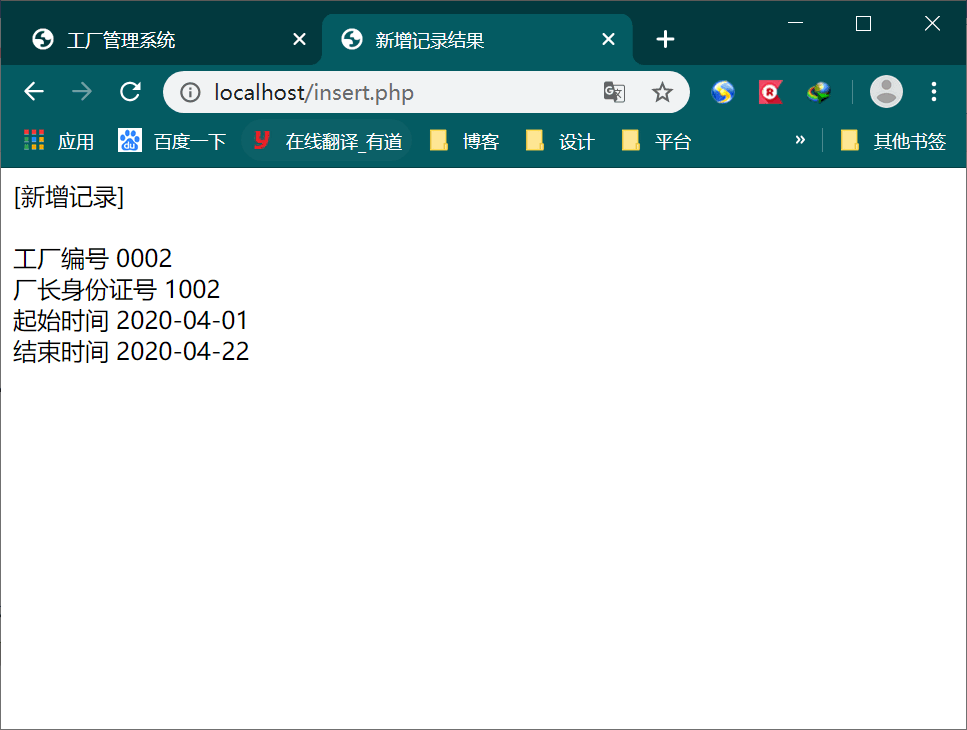 工厂管理系统
新增记录结果
localhost/insert.php
应用
百度一下
在线翻译_有道
博客
设计
平台
»
其他书签
[新增记录]
工厂编号 0002
厂长身份证号 1002
起始时间 2020-04-01
结束时间 2020-04-22